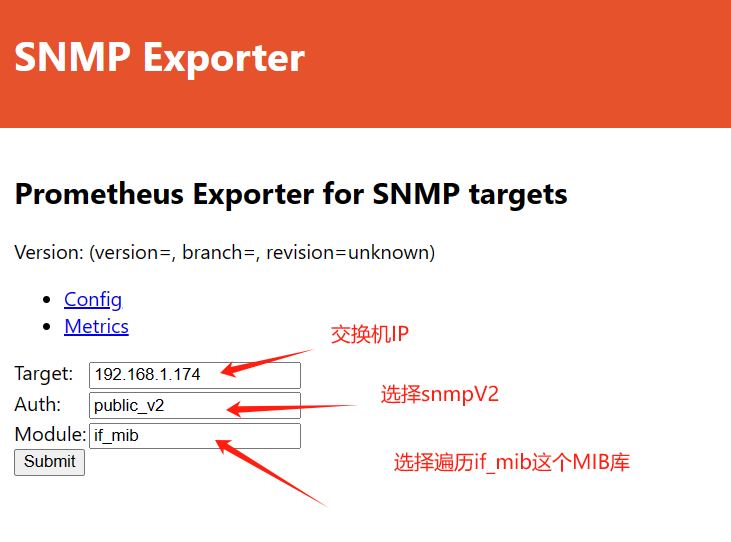 SNMP Exporter
Prometheus Exporter for SNMP targets
Version: (version=, branch=, revision=unknown)
Config
Metrics
交换机IP
Target: 192.168.1.174
选择snmpV2
Auth: public_v2
Module: if_mib
选择遍历if_mib这个MIB库
Submit